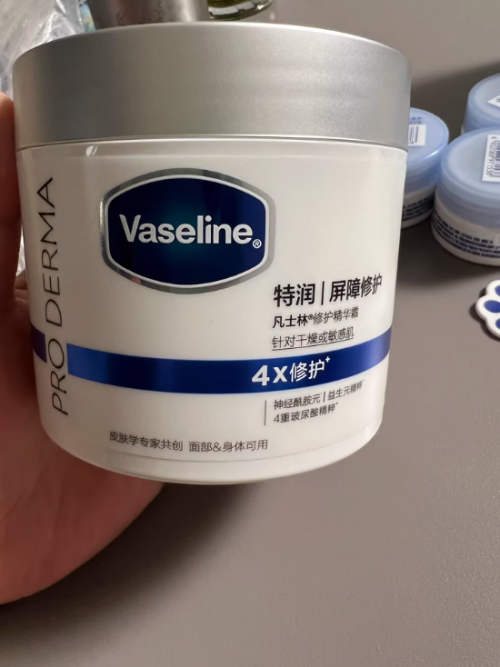 Vaseline®
PRO DERMA
特润|屏障修护
凡士林®修护精华霜
针对干燥或敏感肌
4X修护+
神经酰胺元|益生元精粹*
4重玻尿酸精粹*
皮肤学专家共创 面部&身体可用